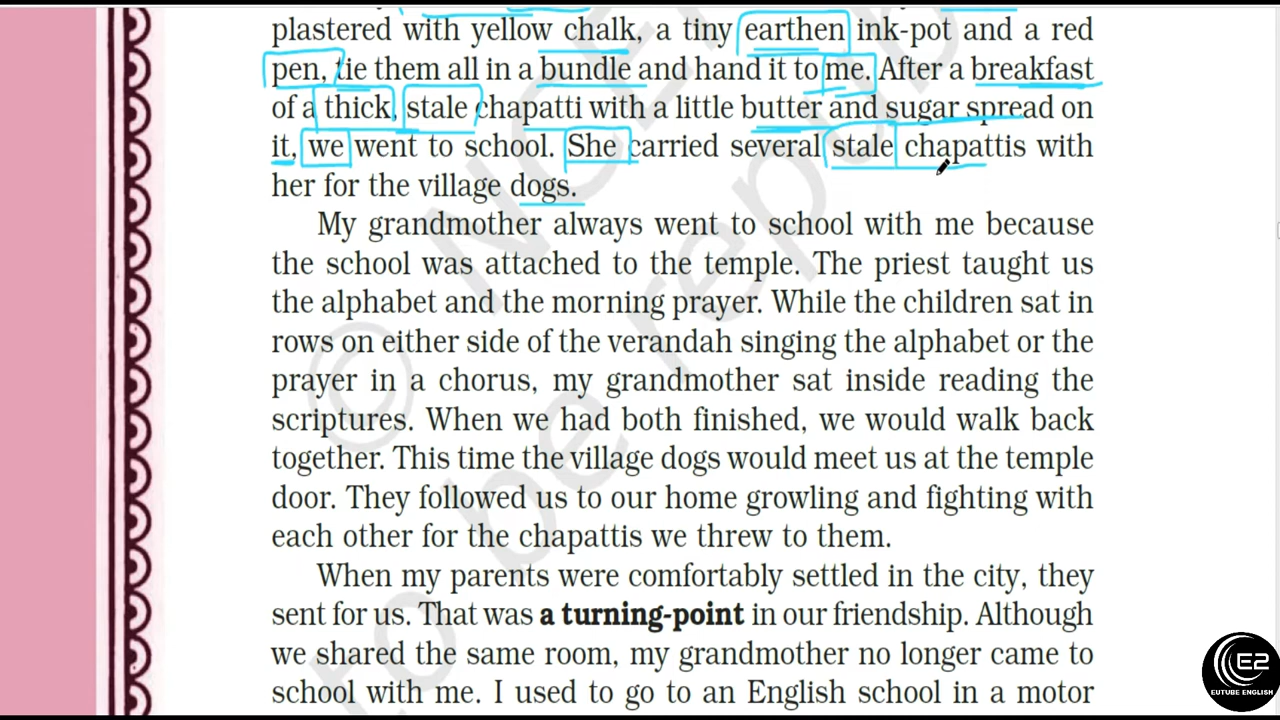 plastered with yellow chalk, a tiny earthen ink-pot and a red
pen, tie them all in a bundle and hand it to me. After a breakfast
of a thick, stale chapatti with a little butter and sugar spread on
it, we went to school. She carried several stale chapattis with
her for the village dogs.
My grandmother always went to school with me because
the school was attached to the temple. The priest taught us
the alphabet and the morning prayer. While the children sat in
rows on either side of the verandah singing the alphabet or the
prayer in a chorus, my grandmother sat inside reading the
scriptures. When we had both finished, we would walk back
together. This time the village dogs would meet us at the temple
door. They followed us to our home growling and fighting with
each other for the chapattis we threw to them.
When my parents were comfortably settled in the city, they
sent for us. That was a turning-point in our friendship. Although
we shared the same room, my grandmother no longer came to
school with me. I used to go to an English school in a motor
© NCE
to be repu
E2
EUTUBE ENGLISH